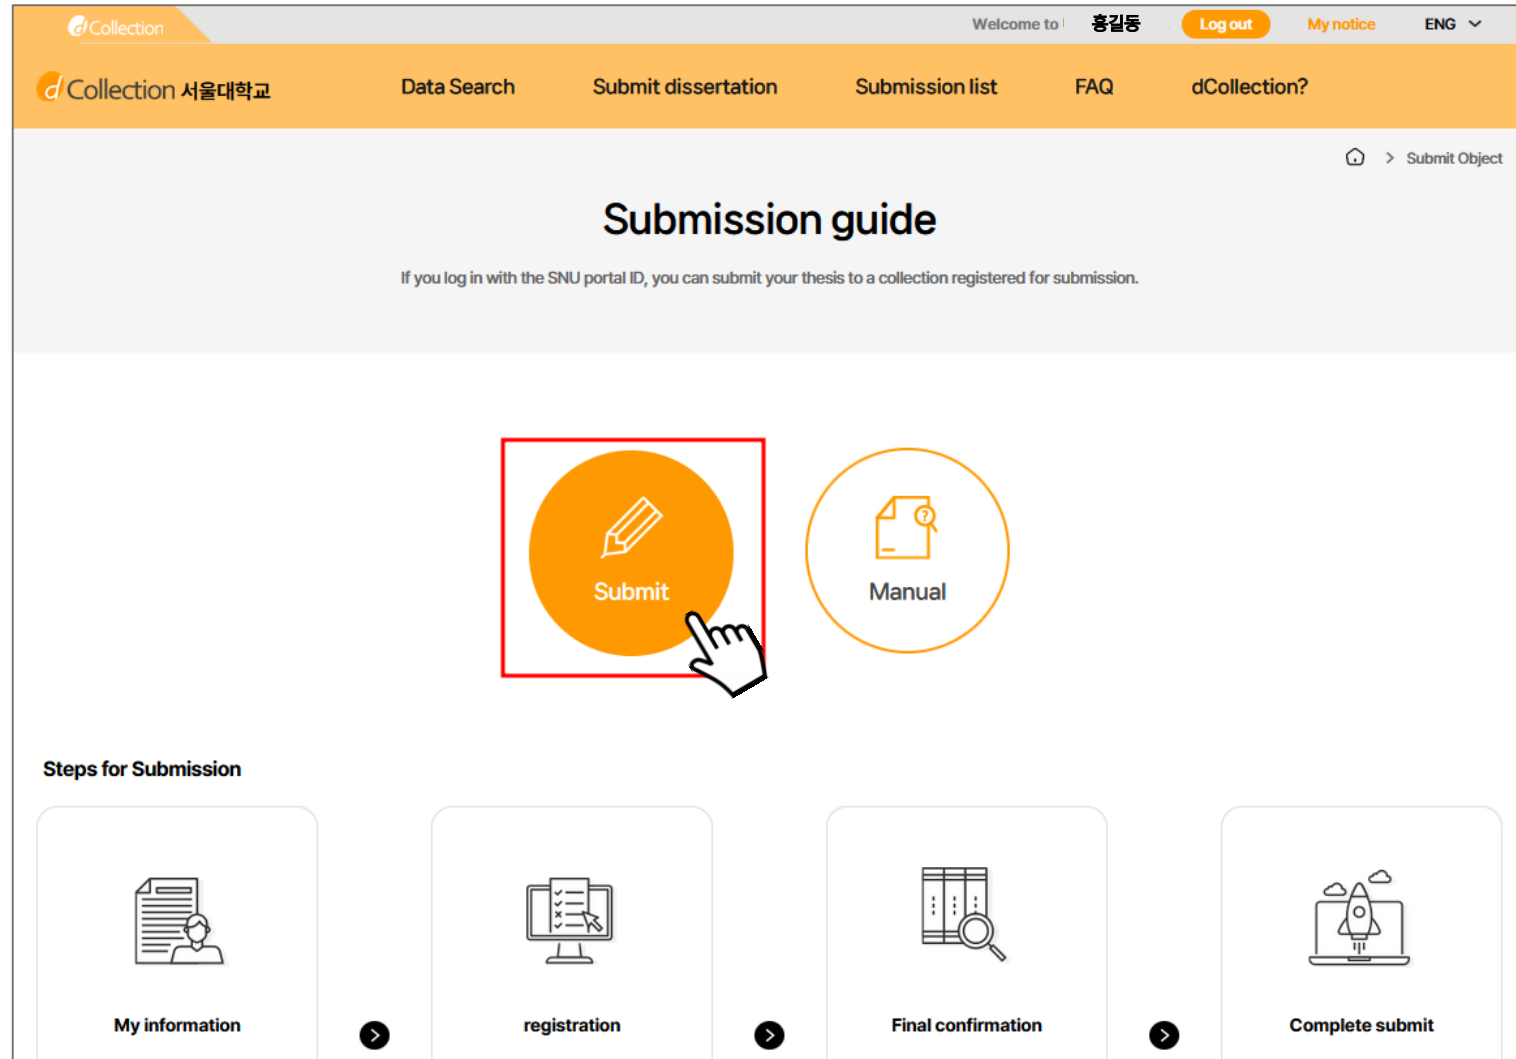 dCollection
Welcome to 홍길동 Log out My notice ENG
dCollection 서울대학교 Data Search Submit dissertation Submission list FAQ dCollection?
> Submit Object
Submission guide
If you log in with the SNU portal ID, you can submit your thesis to a collection registered for submission.
?
Submit
Manual
Steps for Submission
My information
registration
Final confirmation
Complete submit